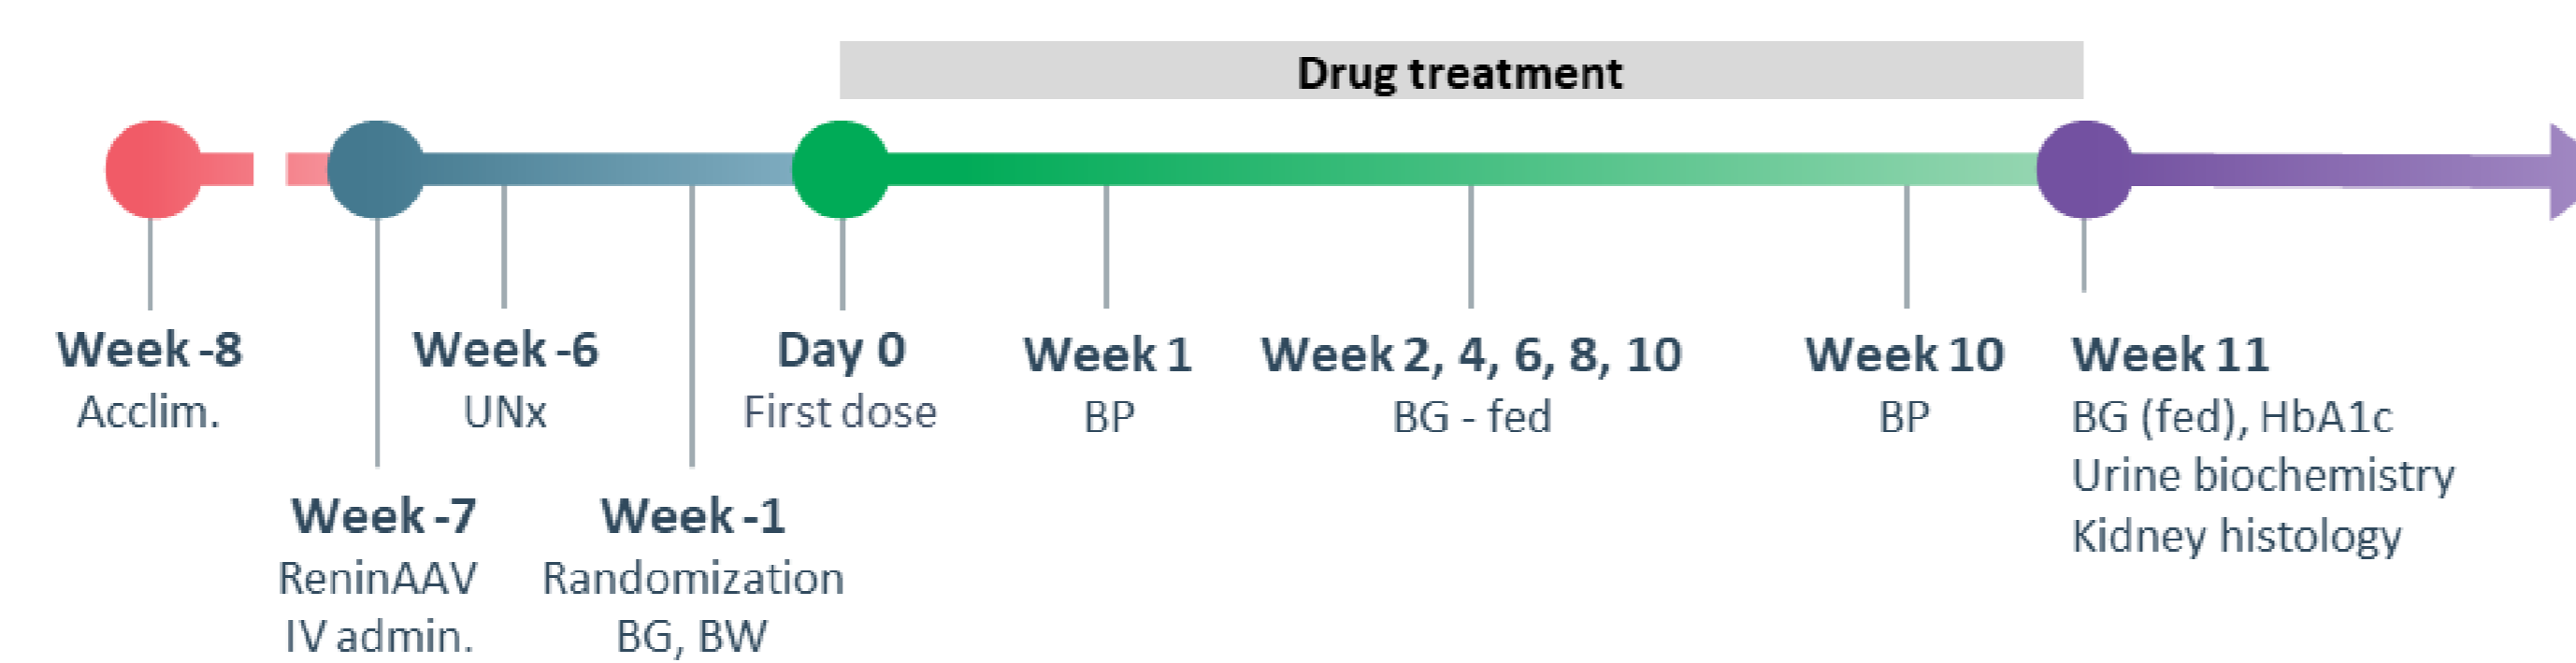 Drug treatment
Week -8
Acclim.
Week -7
ReninAAV
IV admin.
Week -6
UNx
Week -1
Randomization
BG, BW
Day 0
First dose
Week 1
BP
Week 2, 4, 6, 8, 10
BG - fed
Week 10
BP
Week 11
BG (fed), HbA1c
Urine biochemistry
Kidney histology